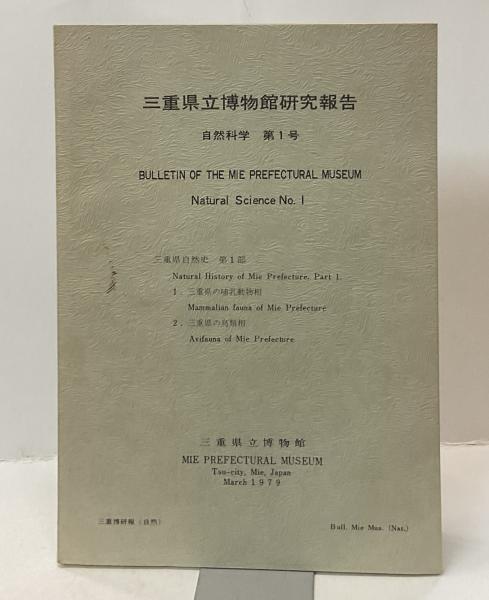 三重県立博物館研究報告
自然科学 第1号
BULLETIN OF THE MIE PREFECTURAL MUSEUM
Natural Science No. 1
三重県自然史 第1部
Natural History of Mie Prefecture, Part 1.
1. 三重県の哺乳動物相
Mammalian fauna of Mie Prefecture
2. 三重県の鳥類相
Avifauna of Mie Prefecture
三重県立博物館
MIE PREFECTURAL MUSEUM
Tsu-city, Mie, Japan
March 1979
三重博研報(自然)
Bull. Mie Mus. (Nat.)